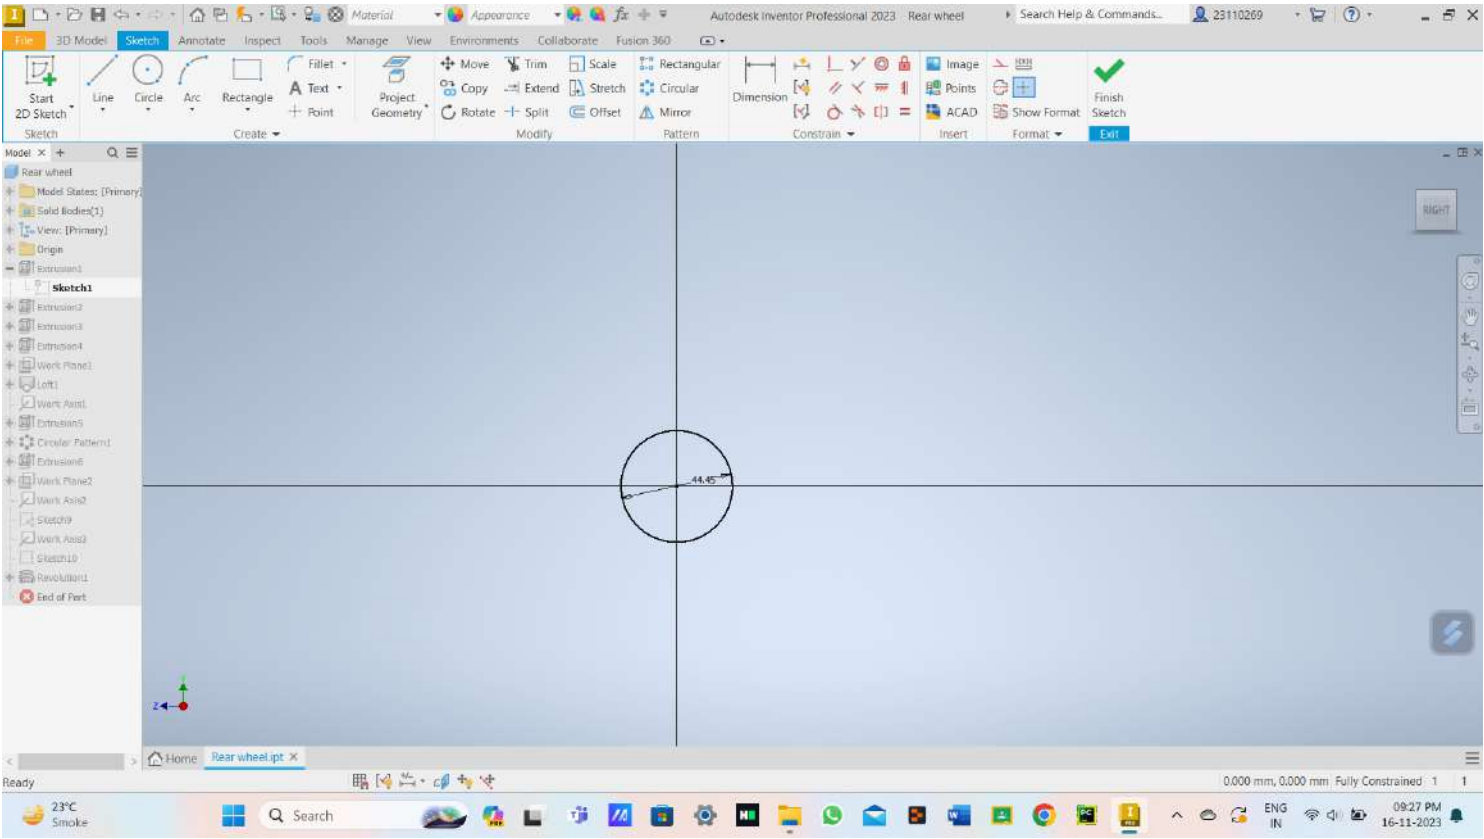 Material
Appearance
fx
Autodesk Inventor Professional 2023 Rear wheel
Search Help & Commands...
23110269
File 3D Model Sketch Annotate Inspect Tools Manage View Environments Collaborate Fusion 360
Start 2D Sketch
Line
Circle
Arc
Rectangle
Fillet
Text
Point
Project Geometry
Move
Copy
Rotate
Trim
Extend
Split
Scale
Stretch
Offset
Rectangular
Circular
Mirror
Dimension
Image
Points
ACAD
Show Format
Finish Sketch
Sketch
Create
Modify
Pattern
Constrain
Insert
Format
Exit
Model
Rear wheel
Model States: [Primary]
Solid Bodies(1)
View: [Primary]
Origin
Extrusion1
Sketch1
Extrusion2
Extrusion3
Extrusion4
Work Plane1
Loft1
Work Axis1
Extrusion5
Circular Pattern1
Extrusion6
Work Plane2
Work Axis2
Sketch9
Work Axis3
Sketch10
Revolution1
End of Part
RIGHT
44.45
Y
Z
Home Rear wheel.ipt
Ready
0.000 mm, 0.000 mm Fully Constrained 1 1
23°C
Smoke
Search
ENG
IN
09:27 PM
16-11-2023